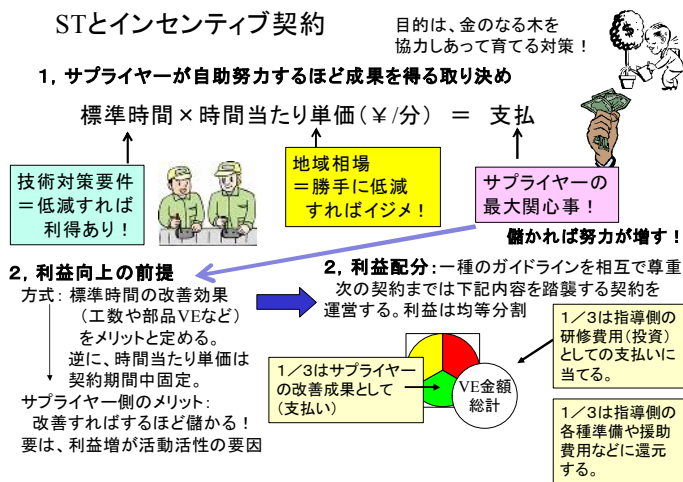 STとインセンティブ契約
目的は、金のなる木を
協力しあって育てる対策！
１，サプライヤーが自助努力するほど成果を得る取り決め
標準時間×時間当たり単価（￥/分） ＝ 支払
技術対策要件
＝低減すれば
利得あり！
地域相場
＝勝手に低減
すればイジメ！
サプライヤーの
最大関心事！
儲かれば努力が増す！
２，利益向上の前提
方式：標準時間の改善効果
（工数や部品VEなど）
をメリットと定める。
逆に、時間当たり単価は
契約期間中固定。
サプライヤー側のメリット：
改善すればするほど儲かる！
要は、利益増が活動活性の要因
２，利益配分：一種のガイドラインを相互で尊重
次の契約までは下記内容を踏襲する契約を
運営する。利益は均等分割
１／３はサプライヤー
の改善成果として
（支払い）
VE金額
総計
１／３は指導側の
研修費用（投資）
としての支払いに
当てる。
１／３は指導側の
各種準備や援助
費用などに還元
する。